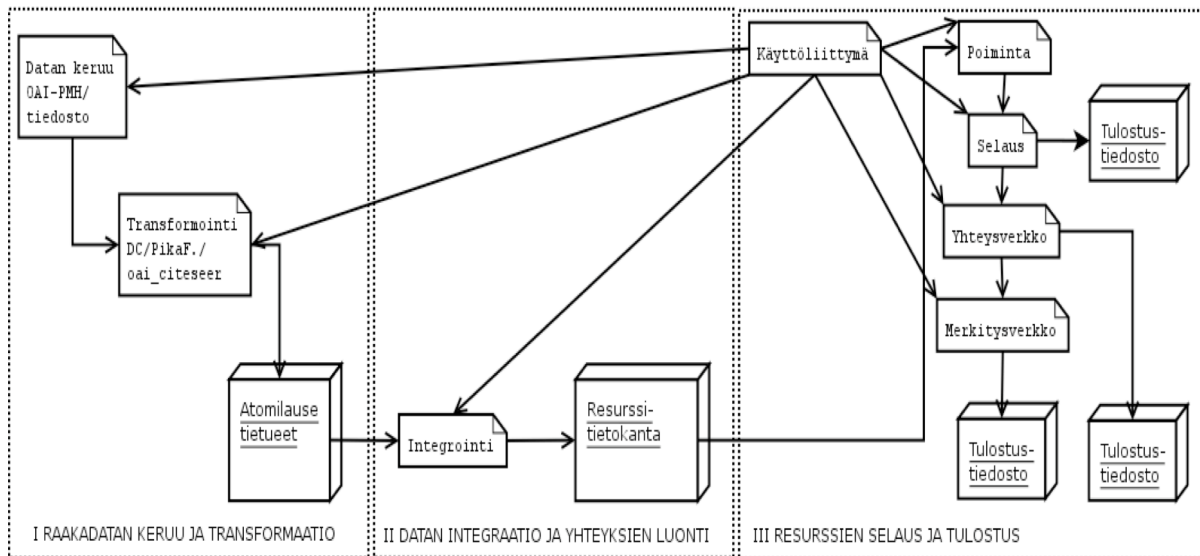 Datan keruu
OAI-PMH/
tiedosto
Transformointi
DC/PikaF./
oai_citeseer
Atomilause
tietueet
I RAAKADATAN KERUU JA TRANSFORMAATIO
Integrointi
Resurssi-
tietokanta
II DATAN INTEGRAATIO JA YHTEYKSIEN LUONTI
Käyttöliittymä
Poiminta
Selaus
Tulostus-
tiedosto
Yhteysverkko
Merkitysverkko
Tulostus-
tiedosto
Tulostus-
tiedosto
III RESURSSIEN SELAUS JA TULOSTUS